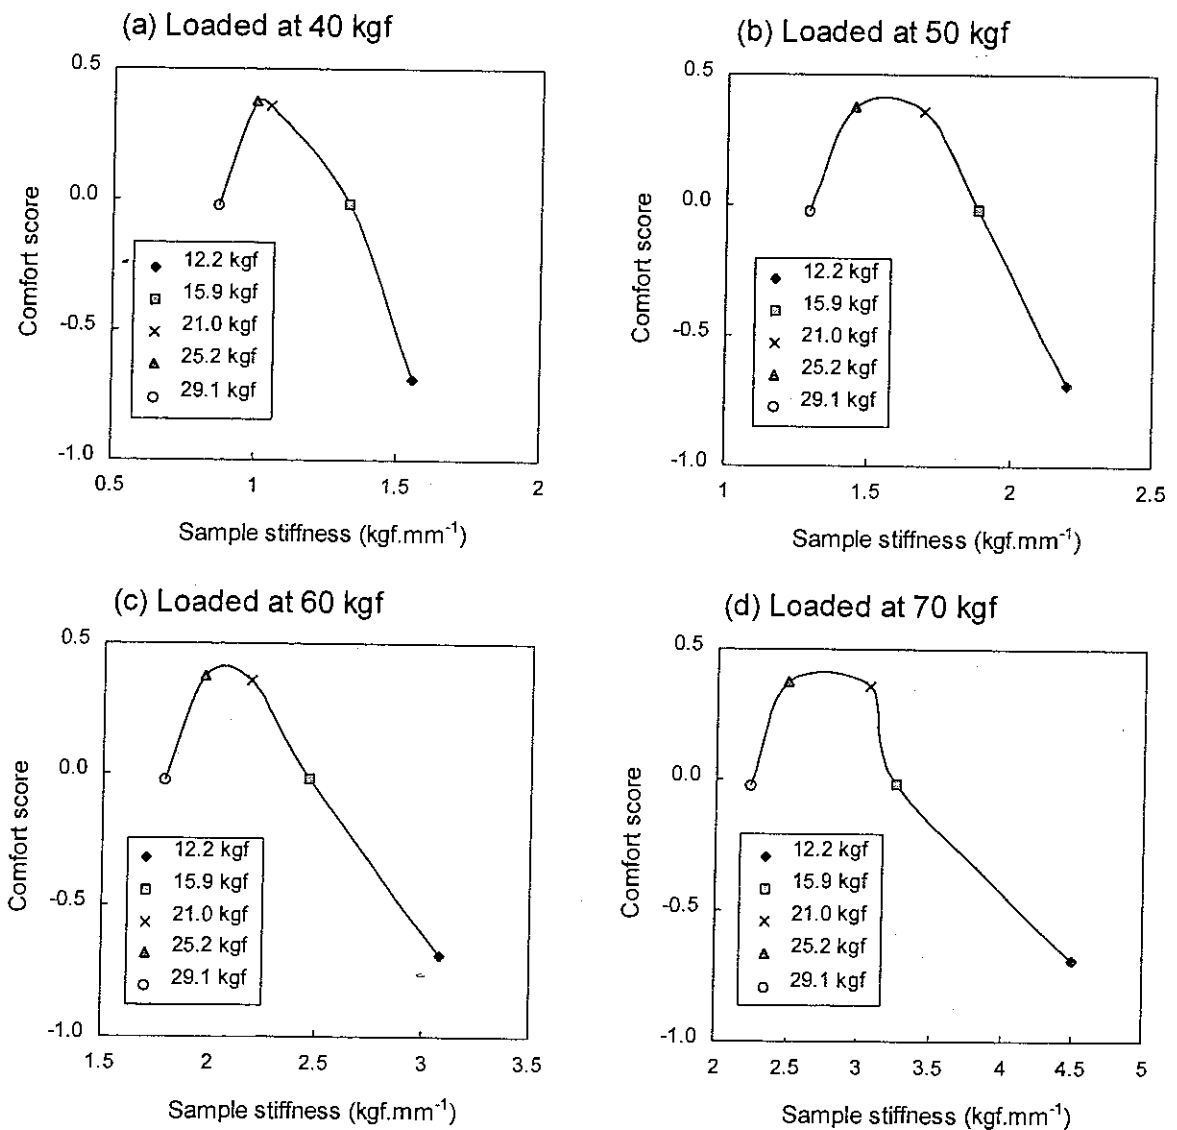 (a) Loaded at 40 kgf
0.5
0.0
-0.5
-1.0
Comfort score
12.2 kgf
15.9 kgf
21.0 kgf
25.2 kgf
29.1 kgf
0.5 1 1.5 2
Sample stiffness (kgf.mm⁻¹)
(b) Loaded at 50 kgf
0.5
0.0
-0.5
-1.0
Comfort score
12.2 kgf
15.9 kgf
21.0 kgf
25.2 kgf
29.1 kgf
1 1.5 2 2.5
Sample stiffness (kgf.mm⁻¹)
(c) Loaded at 60 kgf
0.5
0.0
-0.5
-1.0
Comfort score
12.2 kgf
15.9 kgf
21.0 kgf
25.2 kgf
29.1 kgf
1.5 2 2.5 3 3.5
Sample stiffness (kgf.mm⁻¹)
(d) Loaded at 70 kgf
0.5
0.0
-0.5
-1.0
Comfort score
12.2 kgf
15.9 kgf
21.0 kgf
25.2 kgf
29.1 kgf
2 2.5 3 3.5 4 4.5 5
Sample stiffness (kgf.mm⁻¹)